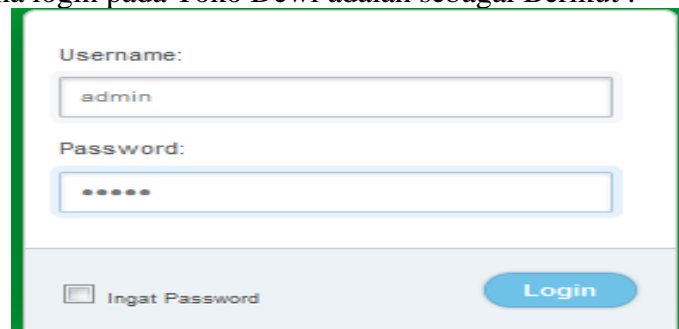 login pada Toko Dewi adalah sebagai Berikut :
Username:
admin
Password:
•••••
Ingat Password
Login